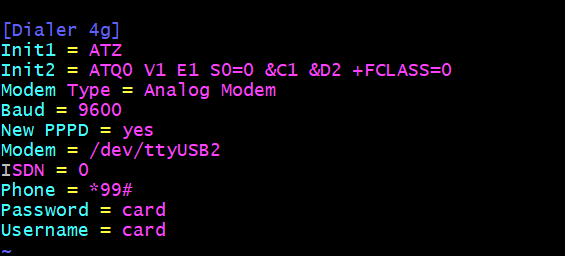 [Dialer 4g]
Init1 = ATZ
Init2 = ATQ0 V1 E1 S0=0 &C1 &D2 +FCLASS=0
Modem Type = Analog Modem
Baud = 9600
New PPPD = yes
Modem = /dev/ttyUSB2
ISDN = 0
Phone = *99#
Password = card
Username = card
~